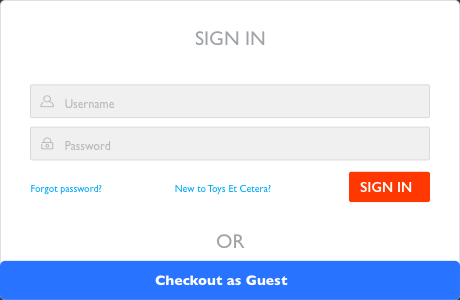 SIGN IN
Username
Password
Forgot password? New to Toys Et Cetera? SIGN IN
OR
Checkout as Guest